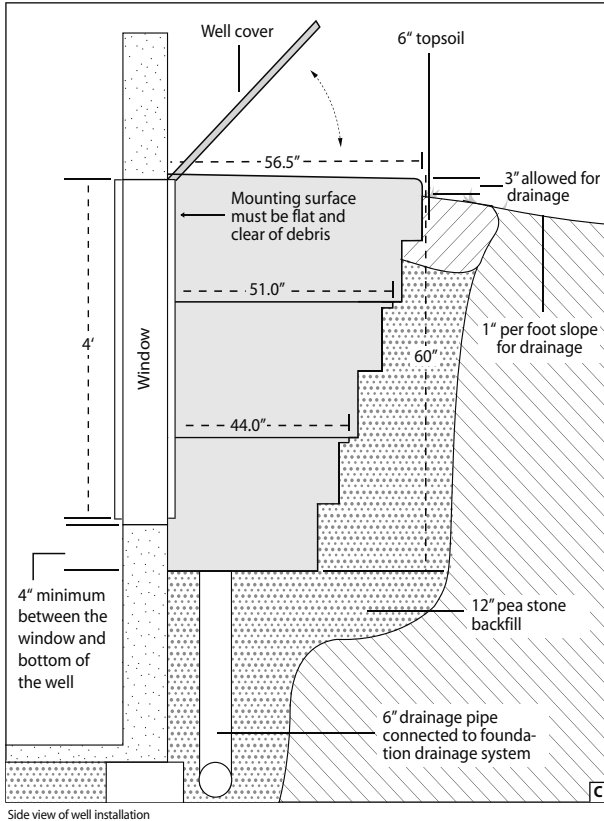 Well cover
6“ topsoil
56.5”
3” allowed for
drainage
Mounting surface
must be flat and
clear of debris
51.0”
1“ per foot slope
for drainage
60”
4‘
Window
44.0”
4“ minimum
between the
window and
bottom of
the well
12” pea stone
backfill
6” drainage pipe
connected to founda-
tion drainage system
C
Side view of well installation